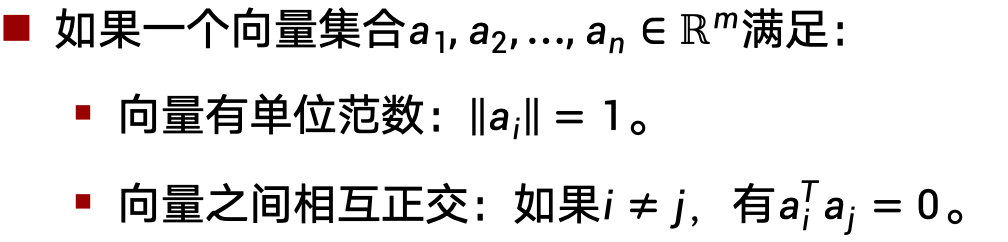 如果一个向量集合a₁, a₂, ..., aₙ ∈ ℝᵐ满足：
向量有单位范数：‖aᵢ‖ = 1。
向量之间相互正交：如果i ≠ j，有aᵢᵀaⱼ = 0。